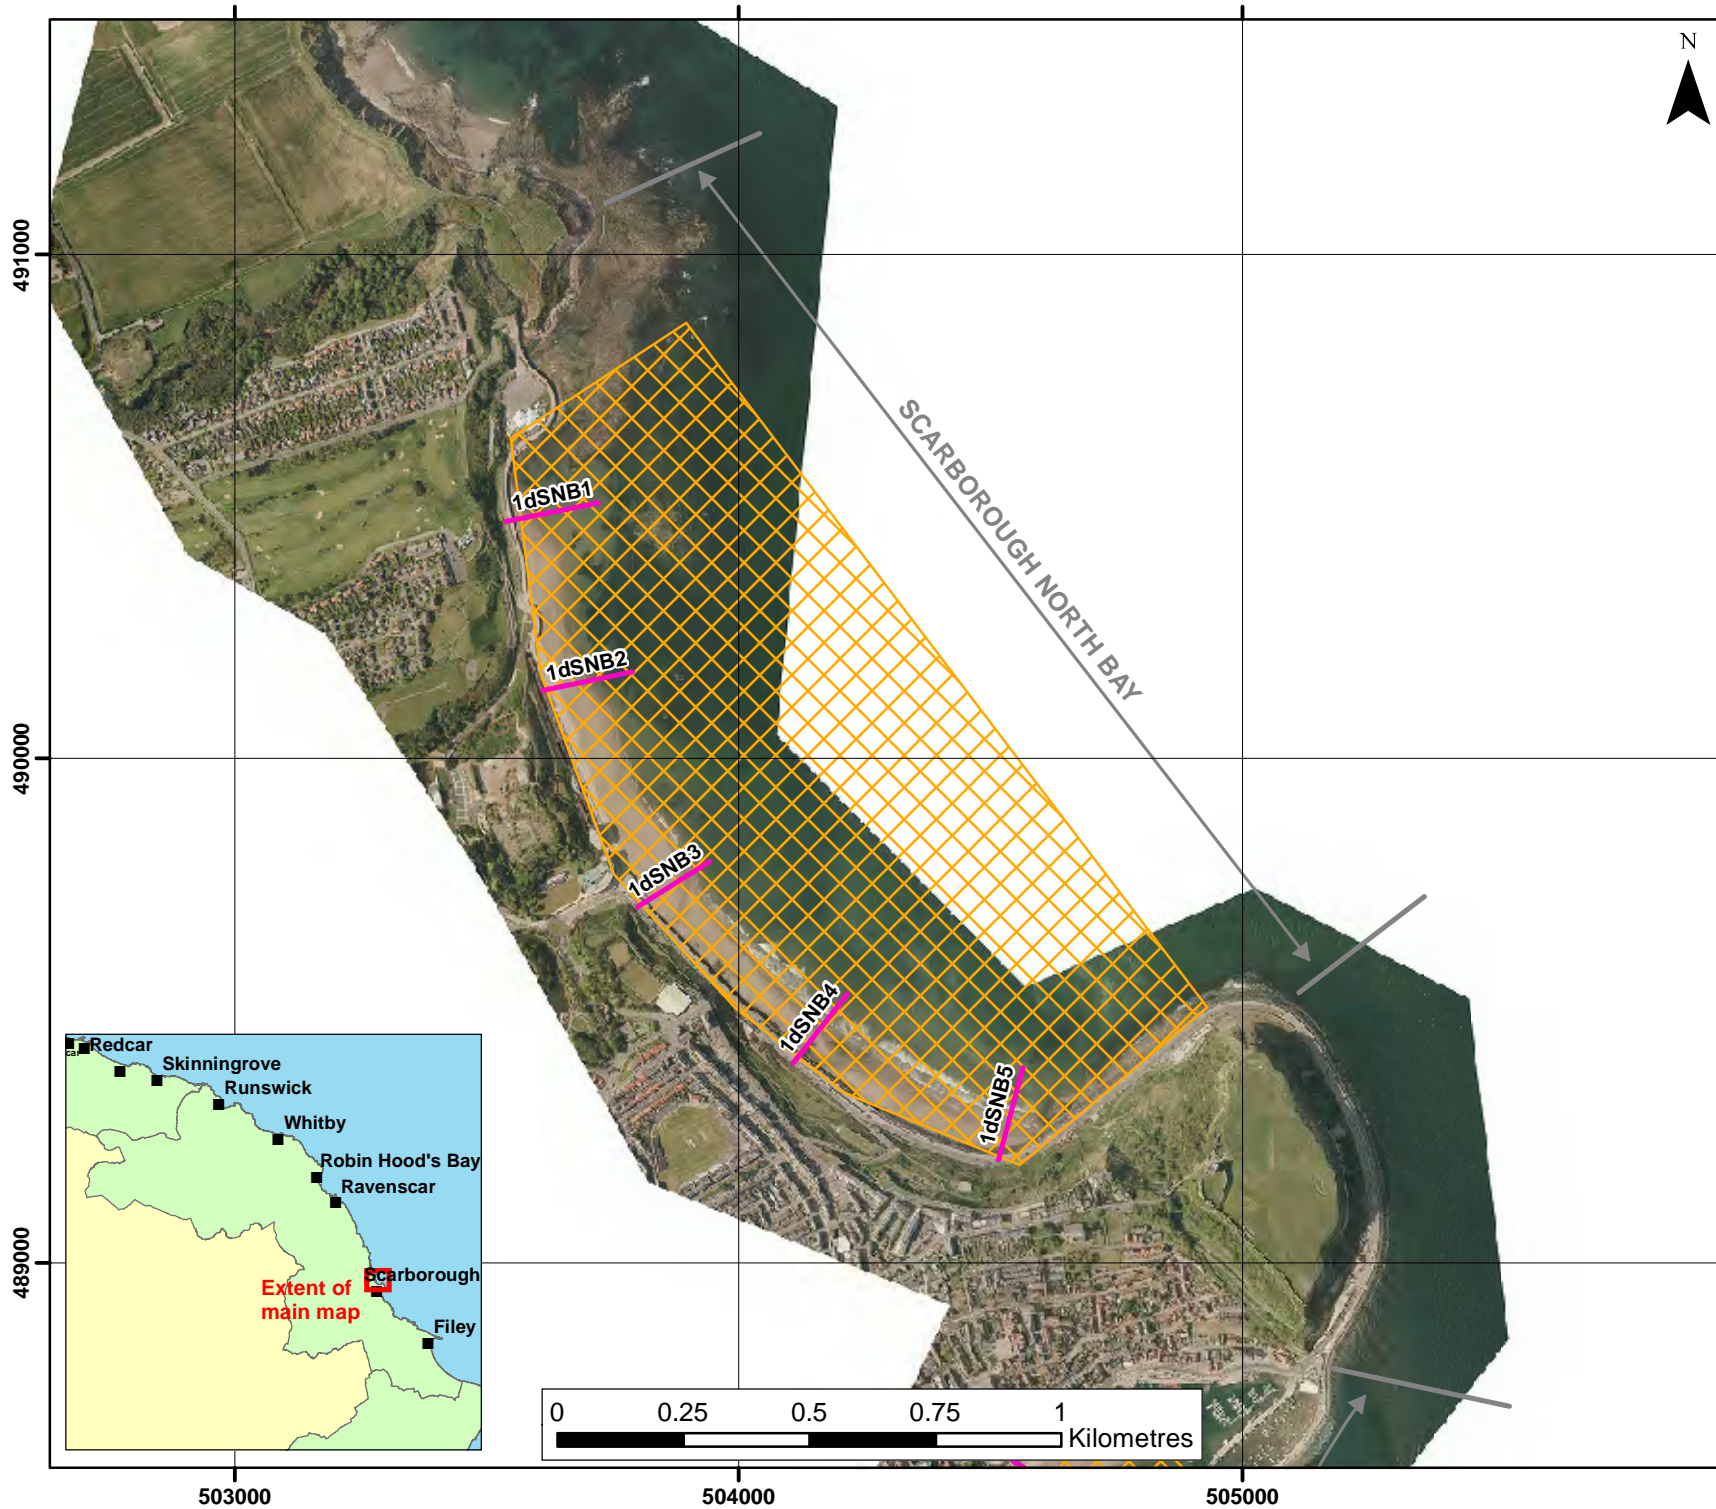 N
491000
490000
489000
SCARBOROUGH NORTH BAY
1dSNB1
1dSNB2
1dSNB3
1dSNB4
1dSNB5
Redcar
car
Skinningrove
Runswick
Whitby
Robin Hood's Bay
Ravenscar
Scarborough
Extent of
main map
Filey
0 0.25 0.5 0.75 1
Kilometres
503000 504000 505000